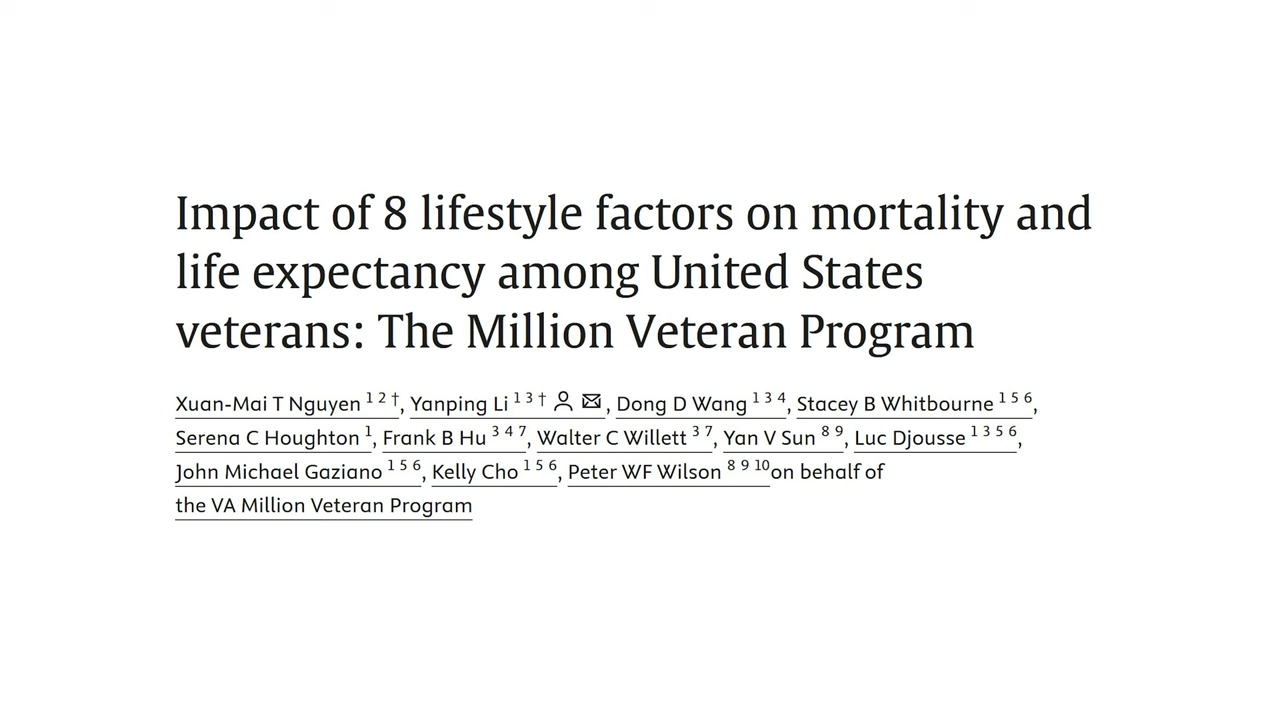 Impact of 8 lifestyle factors on mortality and
life expectancy among United States
veterans: The Million Veteran Program
Xuan-Mai T Nguyen 1 2 †, Yanping Li 1 3 † , Dong D Wang 1 3 4, Stacey B Whitbourne 1 5 6,
Serena C Houghton 1, Frank B Hu 3 4 7, Walter C Willett 3 7, Yan V Sun 8 9, Luc Djousse 1 3 5 6,
John Michael Gaziano 1 5 6, Kelly Cho 1 5 6, Peter WF Wilson 8 9 10on behalf of
the VA Million Veteran Program